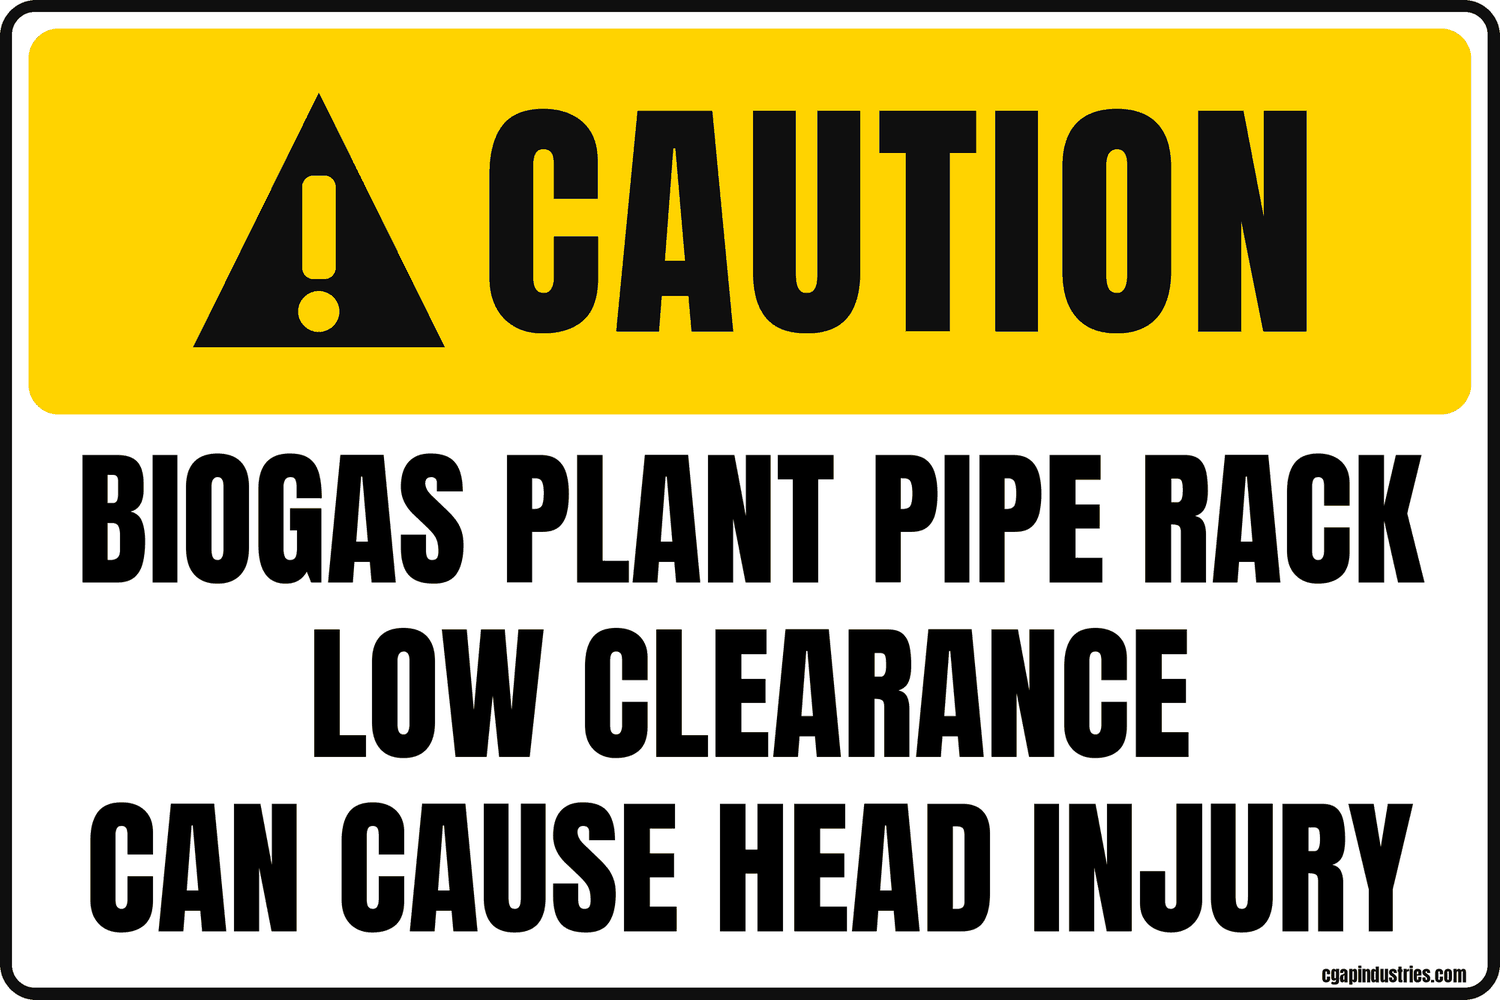 CAUTION
BIOGAS PLANT PIPE RACK
LOW CLEARANCE
CAN CAUSE HEAD INJURY
cgapindustries.com